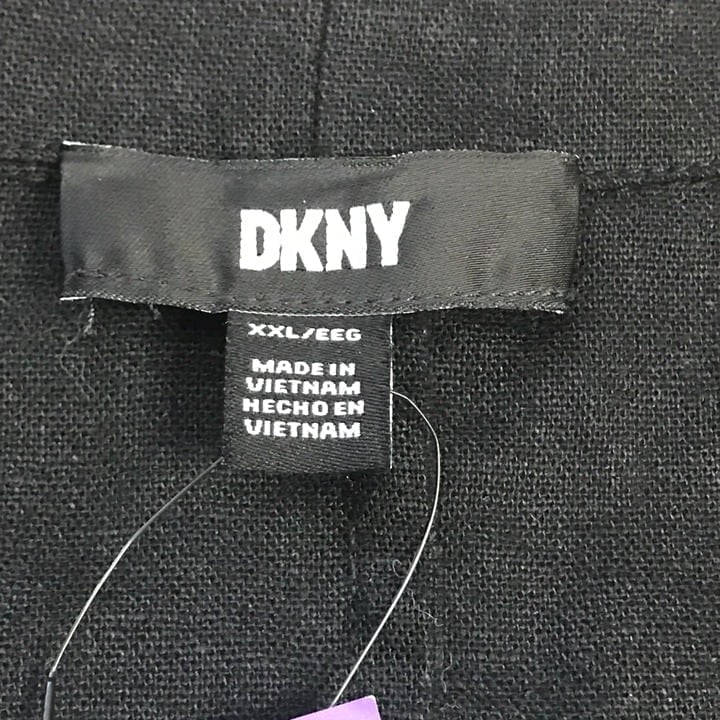 DKNY
XXL/EEG
MADE IN
VIETNAM
HECHO EN
VIETNAM